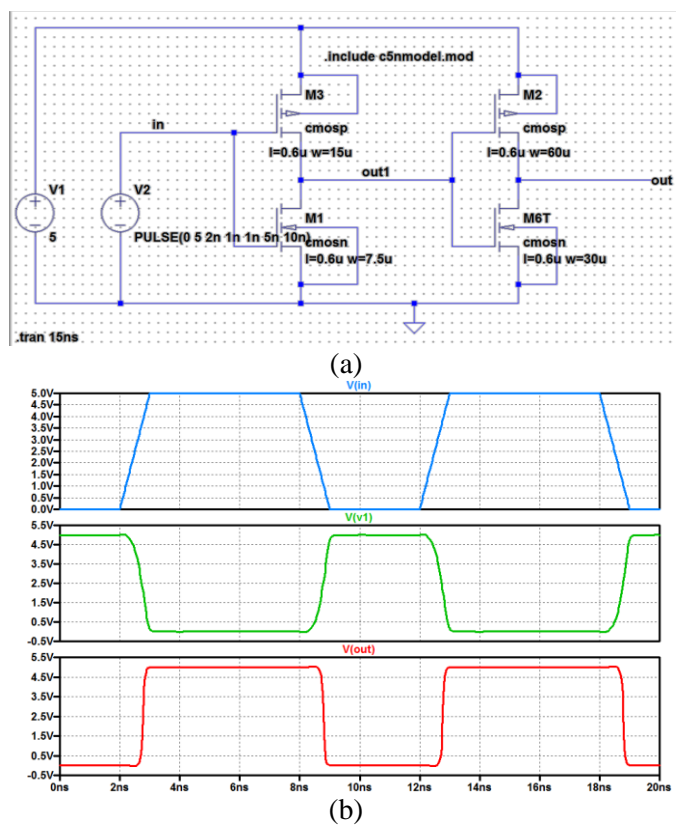 .include c5nmodel.mod
M3
M2
in
cmosp
cmosp
l=0.6u w=15u
l=0.6u w=60u
out1
out
V1
V2
M1
M6T
5
PULSE(0 5 2n 1n 1n 5n 10n)
cmosn
cmosn
l=0.6u w=7.5u
l=0.6u w=30u
.tran 15ns
(a)
V(in)
5.0V
4.5V
4.0V
3.5V
3.0V
2.5V
2.0V
1.5V
1.0V
0.5V
0.0V
V(v1)
5.5V
4.5V
3.5V
2.5V
1.5V
0.5V
-0.5V
V(out)
5.5V
4.5V
3.5V
2.5V
1.5V
0.5V
-0.5V
0ns 2ns 4ns 6ns 8ns 10ns 12ns 14ns 16ns 18ns 20ns
(b)